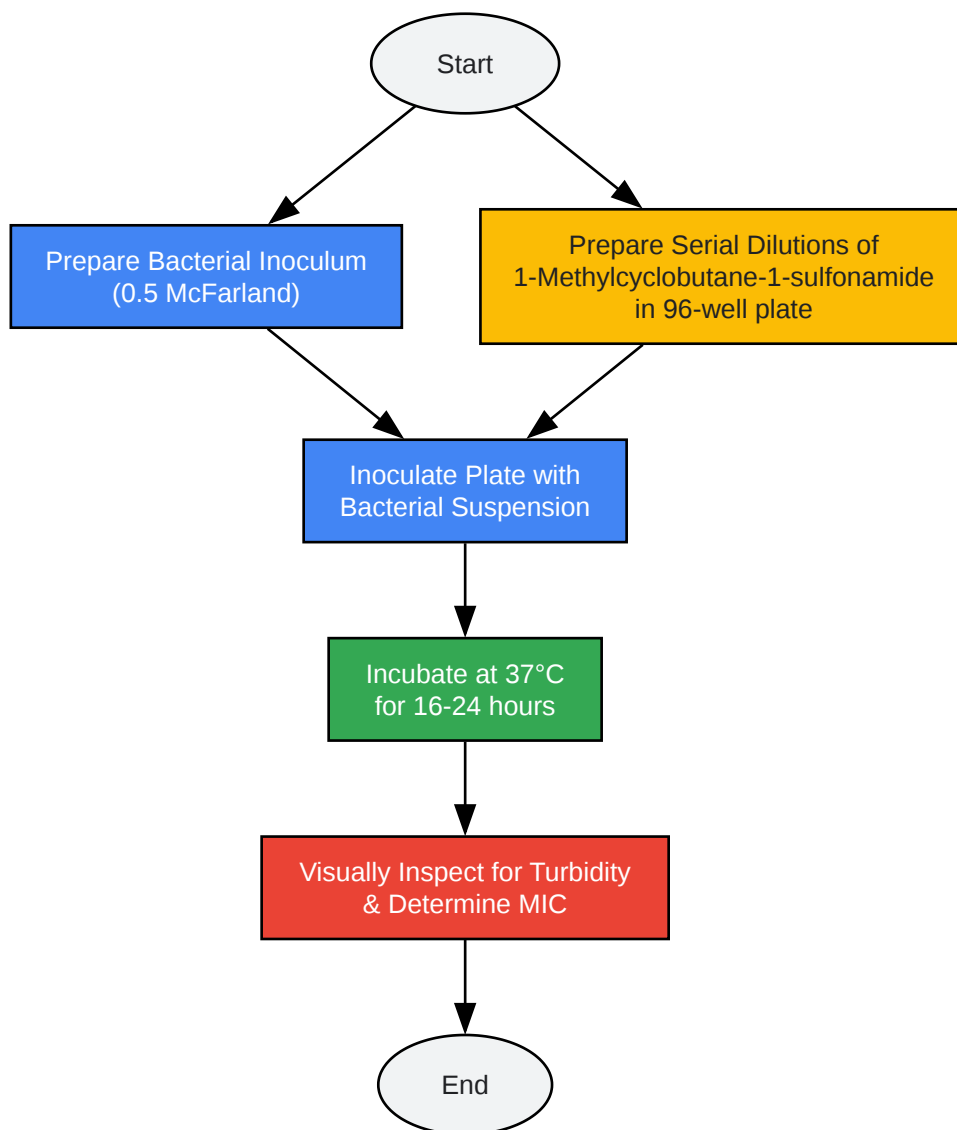 Start
Prepare Bacterial Inoculum
(0.5 McFarland)
Prepare Serial Dilutions of
1-Methylcyclobutane-1-sulfonamide
in 96-well plate
Inoculate Plate with
Bacterial Suspension
Incubate at 37°C
for 16-24 hours
Visually Inspect for Turbidity
& Determine MIC
End